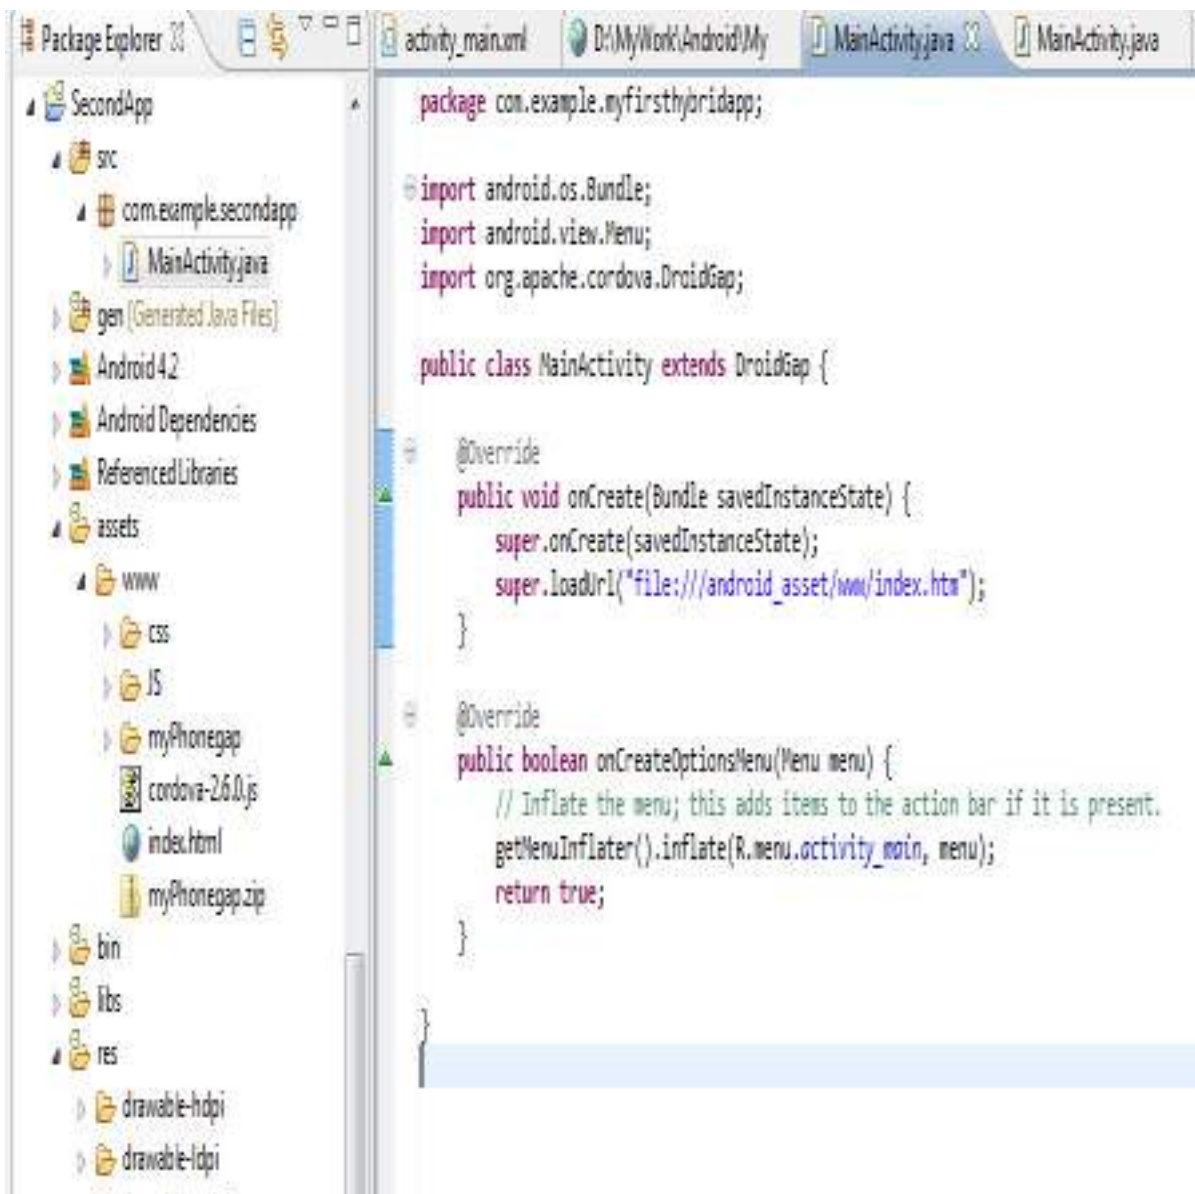 Package Explorer
SecondApp
src
com.example.secondapp
MainActivity.java
gen [Generated Java Files]
Android 4.2
Android Dependencies
Referenced Libraries
assets
www
css
JS
myPhonegap
cordova-2.6.0.js
index.html
myPhonegap.zip
bin
libs
res
drawable-hdpi
drawable-ldpi
activity_main.xml
D:\MyWork\Android\My
MainActivity.java
MainActivity.java
package com.example.myfirsthybridapp;
import android.os.Bundle;
import android.view.Menu;
import org.apache.cordova.DroidGap;
public class MainActivity extends DroidGap {
@Override
public void onCreate(Bundle savedInstanceState) {
super.onCreate(savedInstanceState);
super.loadUrl("file:///android_asset/www/index.htm");
}
@Override
public boolean onCreateOptionsMenu(Menu menu) {
// Inflate the menu; this adds items to the action bar if it is present.
getMenuInflater().inflate(R.menu.activity_main, menu);
return true;
}
}